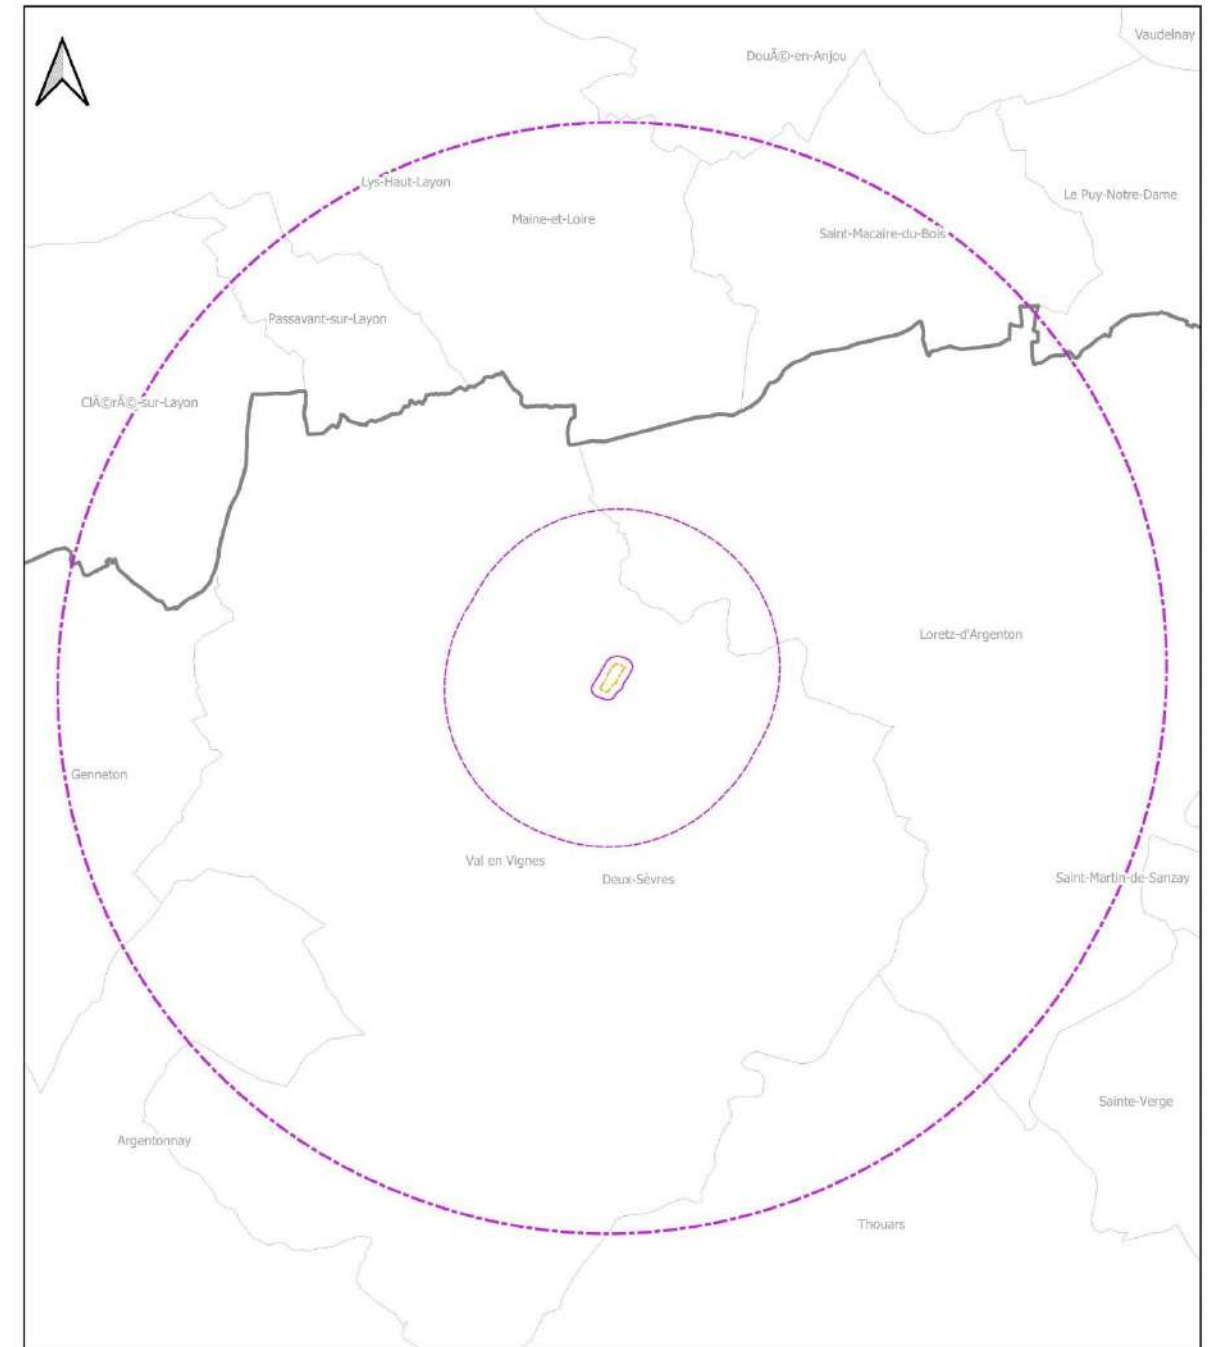 Vaudelnay
DouÃ©-en-Anjou
Lys-Haut-Layon
Le Puy-Notre-Dame
Maine-et-Loire
Saint-Macaire-du-Bois
Passavant-sur-Layon
ClÃ©rÃ©-sur-Layon
Loretz-d'Argenton
Genneton
Val en Vignes
Deux-Sèvres
Saint-Martin-de-Sanzay
Sainte-Verge
Argentonnay
Thouars